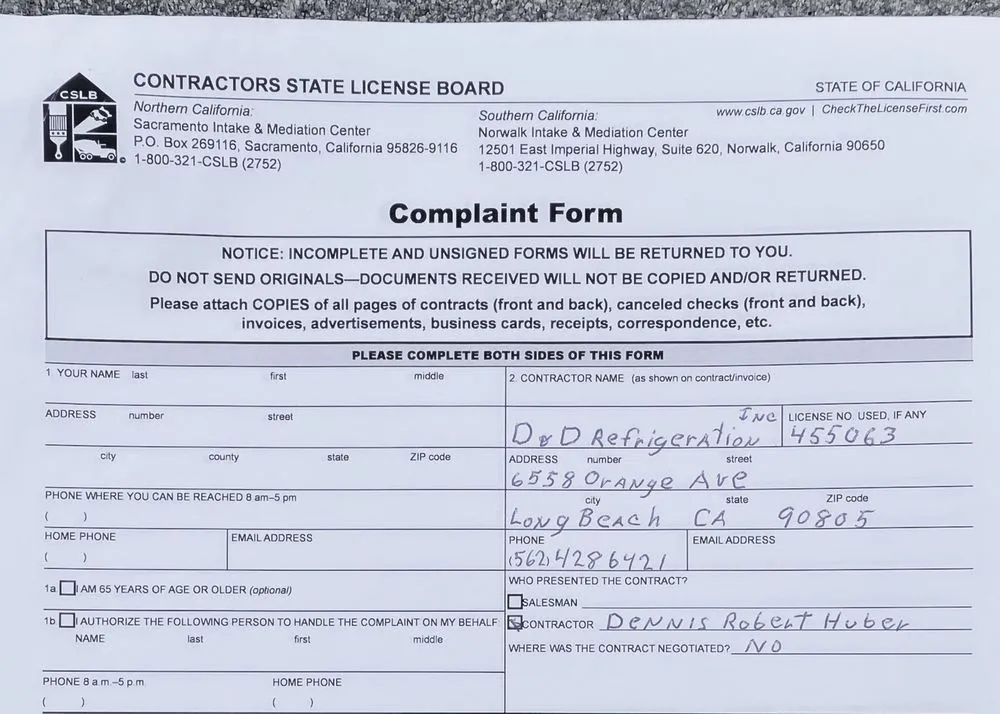 CSLB
CONTRACTORS STATE LICENSE BOARD
STATE OF CALIFORNIA
Northern California:
Sacramento Intake & Mediation Center
P.O. Box 269116, Sacramento, California 95826-9116
1-800-321-CSLB (2752)
Southern California:
Norwalk Intake & Mediation Center
12501 East Imperial Highway, Suite 620, Norwalk, California 90650
1-800-321-CSLB (2752)
www.cslb.ca.gov | CheckTheLicenseFirst.com
Complaint Form
NOTICE: INCOMPLETE AND UNSIGNED FORMS WILL BE RETURNED TO YOU.
DO NOT SEND ORIGINALS—DOCUMENTS RECEIVED WILL NOT BE COPIED AND/OR RETURNED.
Please attach COPIES of all pages of contracts (front and back), canceled checks (front and back),
invoices, advertisements, business cards, receipts, correspondence, etc.
PLEASE COMPLETE BOTH SIDES OF THIS FORM
1. YOUR NAME last first middle
ADDRESS number street
city county state ZIP code
PHONE WHERE YOU CAN BE REACHED 8 am–5 pm
( )
HOME PHONE EMAIL ADDRESS
( )
1a. I AM 65 YEARS OF AGE OR OLDER (optional)
1b. I AUTHORIZE THE FOLLOWING PERSON TO HANDLE THE COMPLAINT ON MY BEHALF:
NAME last first middle
PHONE 8 a.m.–5 p.m. HOME PHONE
( ) ( )
2. CONTRACTOR NAME (as shown on contract/invoice)
INC
D&D Refrigeration
LICENSE NO. USED, IF ANY
455063
ADDRESS number street
6558 Orange Ave
city state ZIP code
Long Beach CA 90805
PHONE EMAIL ADDRESS
(562) 4286421
WHO PRESENTED THE CONTRACT?
SALESMAN
CONTRACTOR Dennis Robert Huber
WHERE WAS THE CONTRACT NEGOTIATED? NO